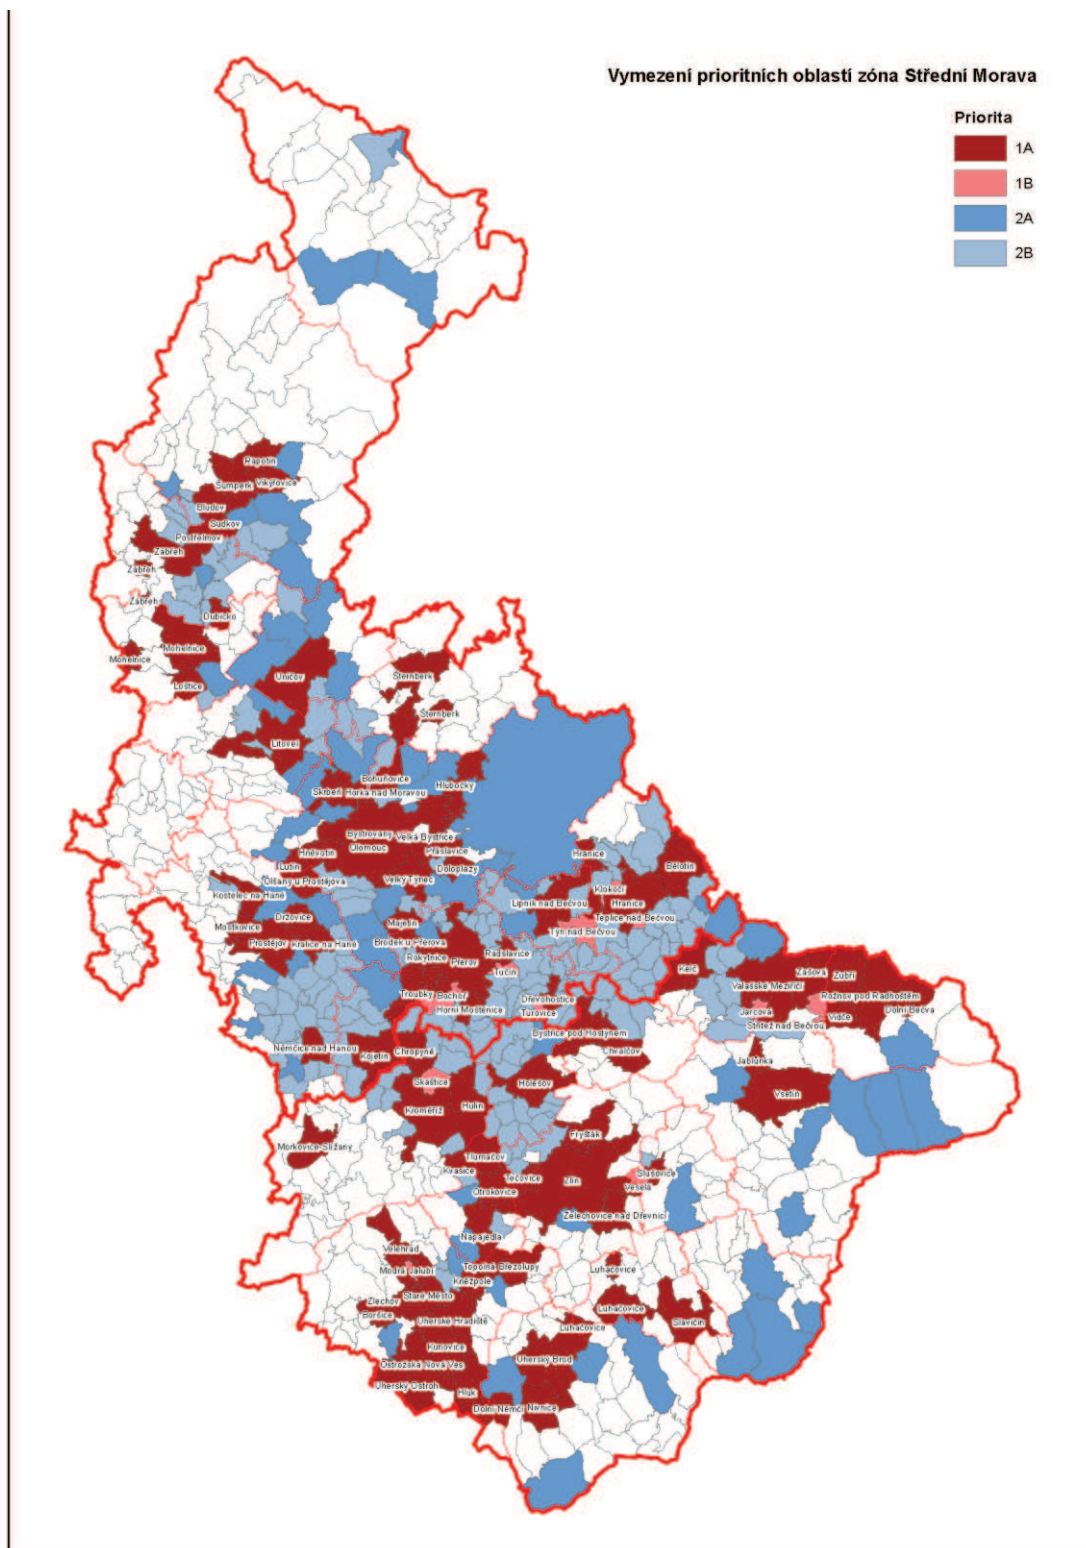 Vymezení prioritních oblastí zóna Střední Morava
Priorita
1A
1B
2A
2B
Rapotín
Šumperk
Vikýřovice
Bludov
Sudkov
Postřelmov
Zábřeh
Zábřeh
Zábřeh
Dubicko
Mohelnice
Mohelnice
Loštice
Uničov
Šternberk
Šternberk
Litovel
Bohuňovice
Hlubočky
Skrbeň
Horka nad Moravou
Bystrovany
Velká Bystřice
Olomouc
Hněvotín
Přáslavice
Hranice
Bělotín
Lutín
Doloplazy
Olšany u Prostějova
Velký Týnec
Klokočí
Kostelec na Hané
Lipník nad Bečvou
Hranice
Držovice
Majetín
Teplice nad Bečvou
Mostkovice
Týn nad Bečvou
Prostějov
Kralice na Hané
Brodek u Přerova
Rokytnice
Radslavice
Přerov
Tučín
Kelč
Zašová
Zubří
Valašské Meziříčí
Troubky
Bochoř
Dřevohostice
Rožnov pod Radhoštěm
Horní Moštěnice
Turovice
Jarcová
Vidče
Dolní Bečva
Střítež nad Bečvou
Bystřice pod Hostýnem
Němčice nad Hanou
Kojetín
Chropyně
Chvalčov
Jablůnka
Skaštice
Holešov
Vsetín
Kroměříž
Hulín
Fryšták
Morkovice-Slížany
Tlumačov
Kvasice
Tečovice
Zlín
Slušovice
Veselá
Otrokovice
Želechovice nad Dřevnicí
Napajedla
Velehrad
Modrá
Jalubí
Topolná
Březolupy
Luhačovice
Kněžpole
Zlechov
Staré Město
Boršice
Luhačovice
Uherské Hradiště
Luhačovice
Slavičín
Kunovice
Uherský Brod
Ostrožská Nová Ves
Uherský Ostroh
Hluk
Dolní Němčí
Nivnice